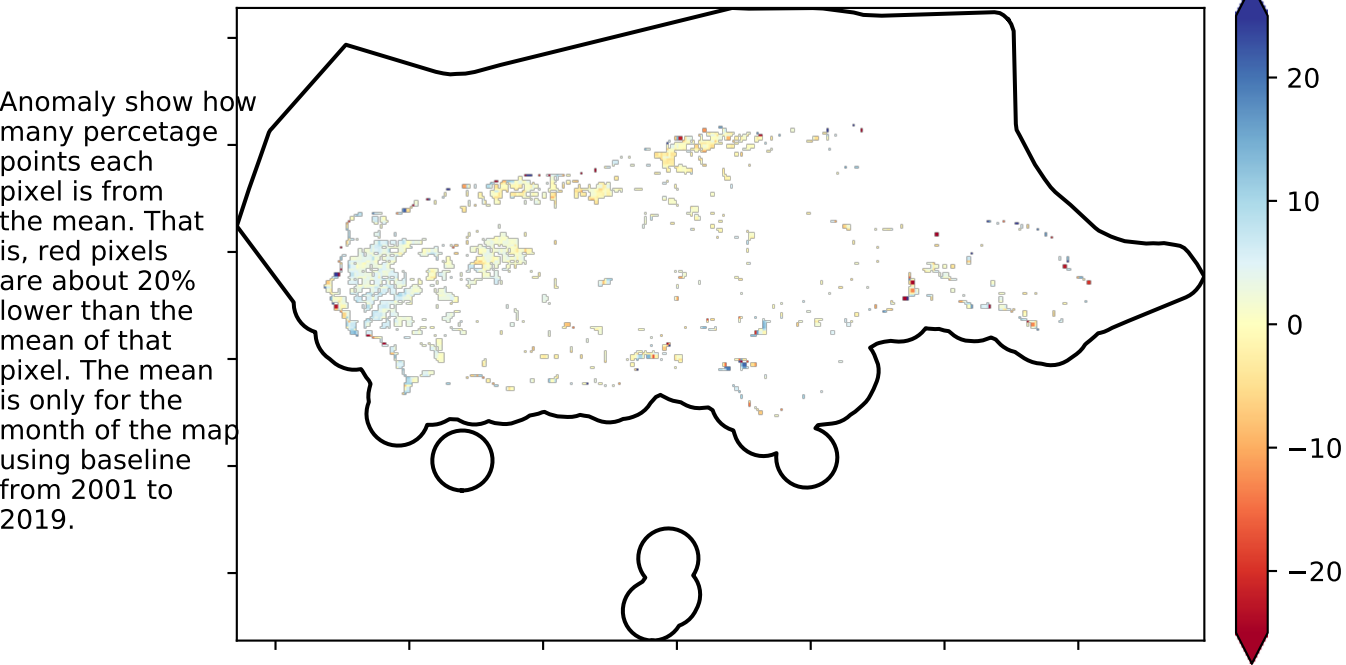 Anomaly show how
many percetage
points each
pixel is from
the mean. That
is, red pixels
are about 20%
lower than the
mean of that
pixel. The mean
is only for the
month of the map
using baseline
from 2001 to
2019.
20
10
0
−10
−20